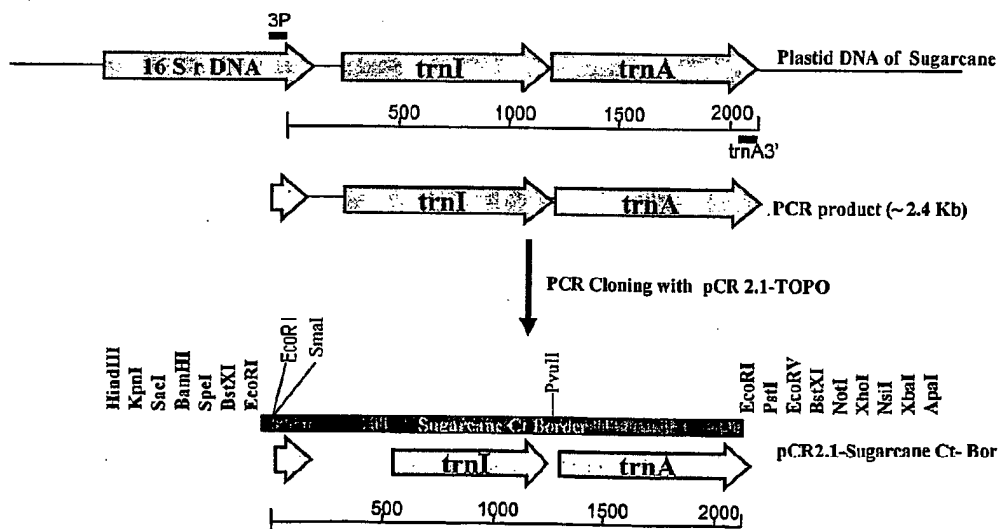 3P
16 S r DNA
trnI
trnA
Plastid DNA of Sugarcane
500 1000 1500 2000
trnA3'
trnI
trnA
.PCR product (~2.4 Kb)
PCR Cloning with pCR 2.1-TOPO
HindIII
KpnI
SacI
BamHI
SpeI
BstXI
EcoRI
EcoRI
SmaI
PvuII
EcoRI
PstI
EcoRV
BstXI
NotI
XhoI
NsiI
XbaI
ApaI
Sugarcane Ct Border
trnI
trnA
pCR2.1-Sugarcane Ct- Bor
500 1000 1500 2000